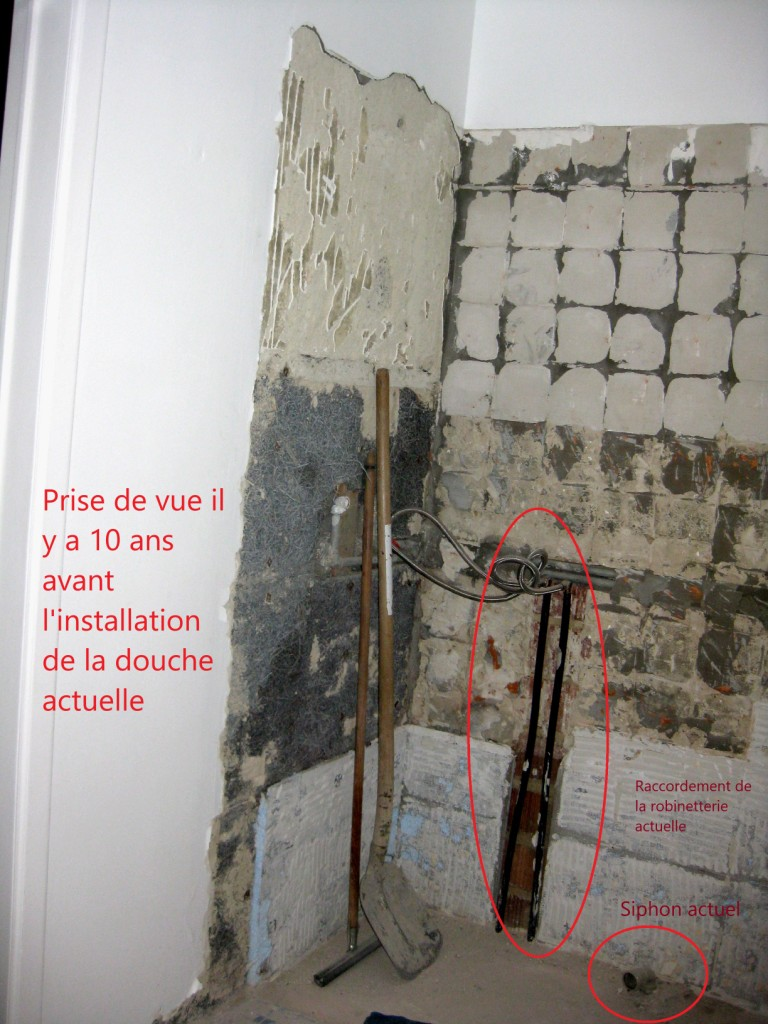 Prise de vue il
y a 10 ans
avant
l'installation
de la douche
actuelle
Raccordement de
la robinetterie
actuelle
Siphon actuel